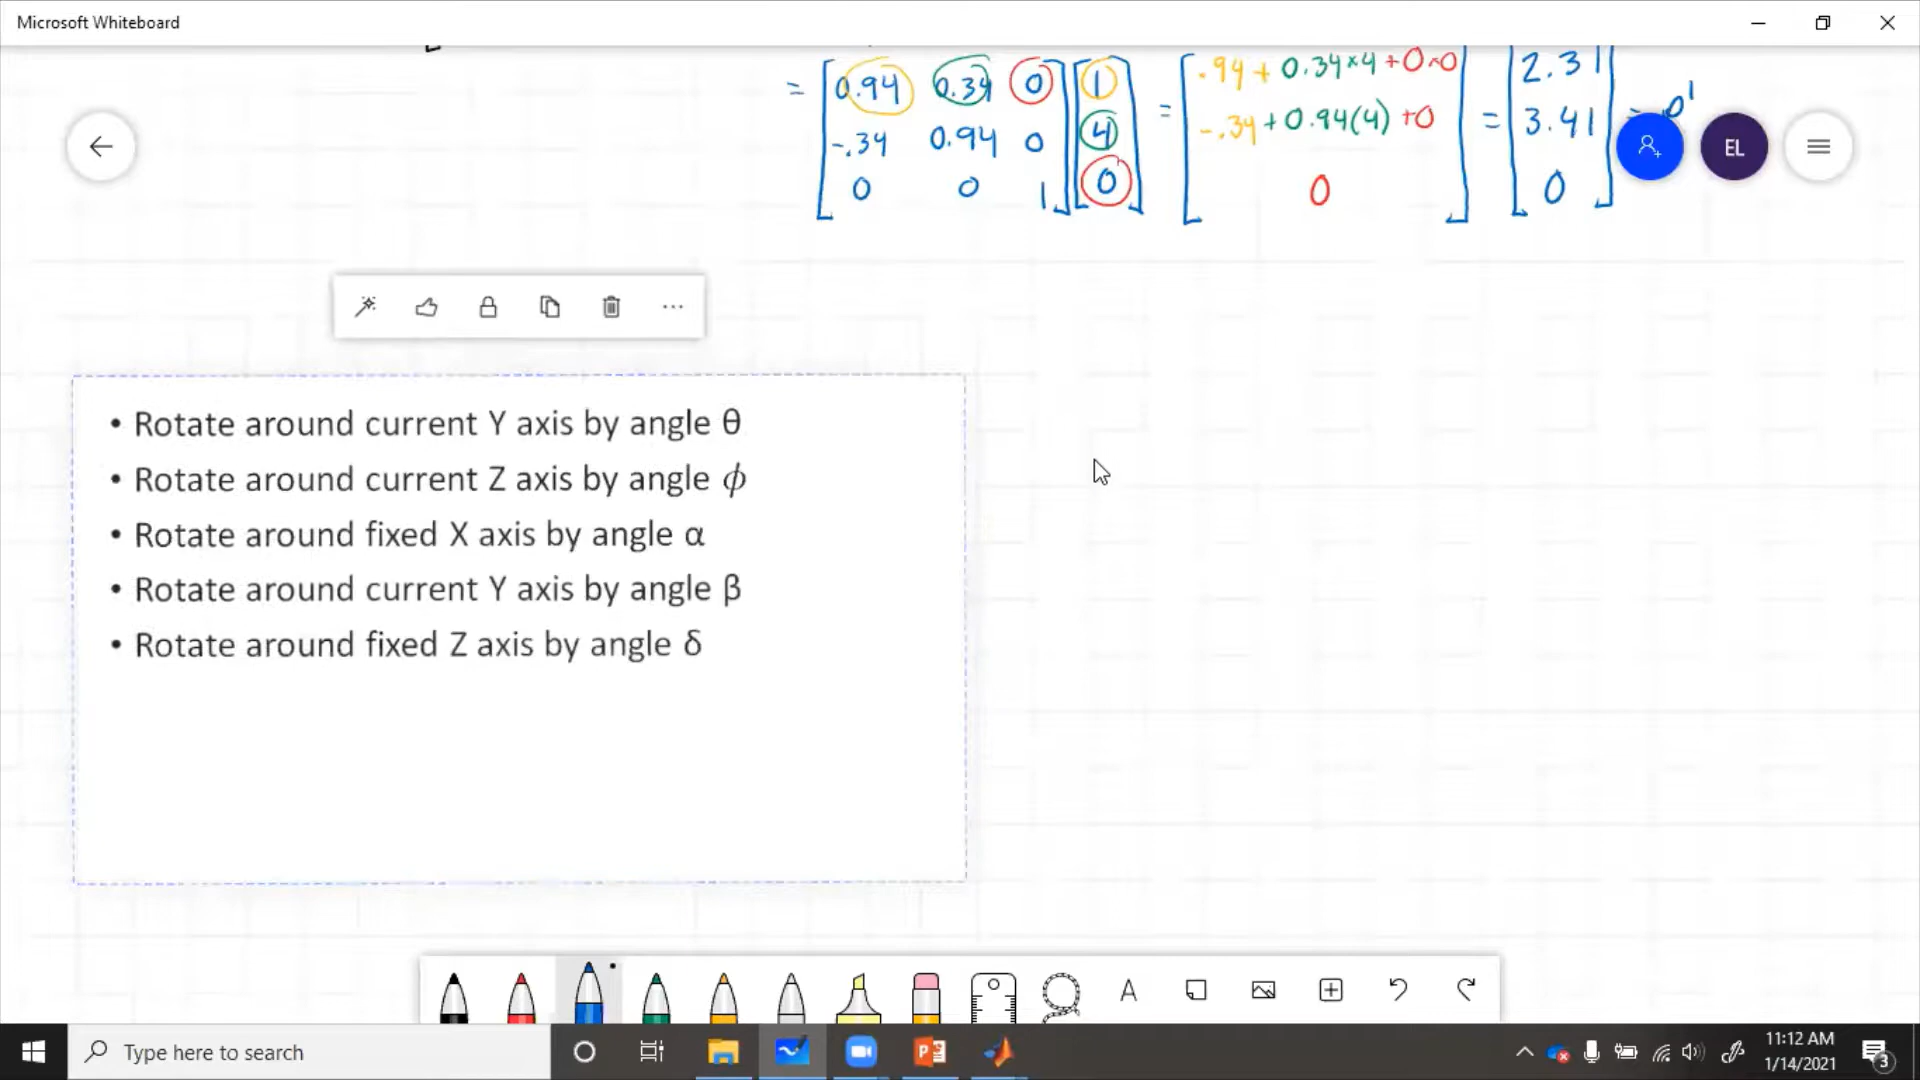 Microsoft Whiteboard
= [0.94 0.34 0] [1] = [.94 + 0.34×4 + 0×0] = [2.31]
[-.34 0.94 0] [4] [-.34 + 0.94(4) + 0] = [3.41] = p¹
[0 0 1] [0] [0] [0]
EL
• Rotate around current Y axis by angle θ
• Rotate around current Z axis by angle ϕ
• Rotate around fixed X axis by angle α
• Rotate around current Y axis by angle β
• Rotate around fixed Z axis by angle δ
A
Type here to search
11:12 AM
1/14/2021
3